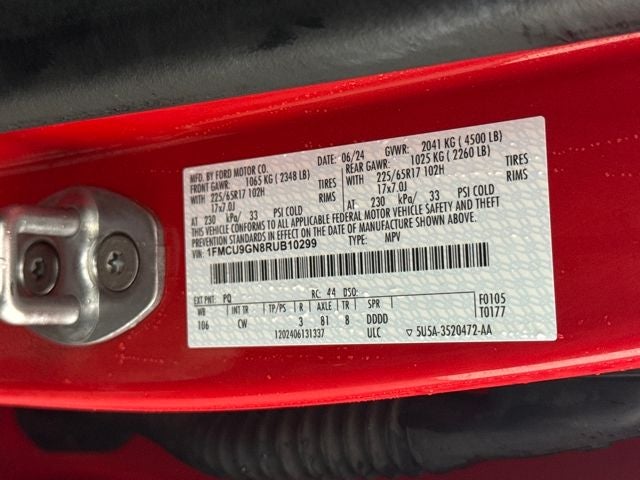 MFD. BY FORD MOTOR CO. DATE: 06/24 GVWR: 2041 KG ( 4500 LB)
FRONT GAWR: 1065 KG ( 2348 LB) REAR GAWR: 1025 KG ( 2260 LB)
WITH 225/65R17 102H TIRES WITH 225/65R17 102H TIRES
17x7.0J RIMS 17x7.0J RIMS
AT 230 kPa/ 33 PSI COLD AT 230 kPa/ 33 PSI COLD
THIS VEHICLE CONFORMS TO ALL APPLICABLE FEDERAL MOTOR VEHICLE SAFETY AND THEFT
PREVENTION STANDARDS IN EFFECT ON THE DATE OF MANUFACTURE SHOWN ABOVE.
VIN: 1FMCU9GN8RUB10299 TYPE: MPV
EXT PNT: PQ RC: 44 DSO: F0105
WB INT TR TP/PS R AXLE TR SPR T0177
106 CW 3 81 8 DDDD
1202406131337 ULC ▽ 5U5A-3520472-AA